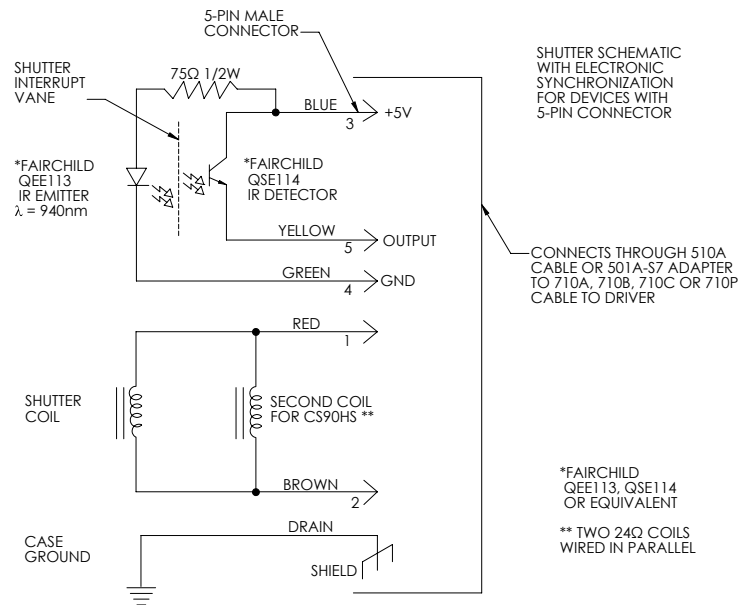 5-PIN MALE
CONNECTOR
SHUTTER SCHEMATIC
WITH ELECTRONIC
SYNCHRONIZATION
FOR DEVICES WITH
5-PIN CONNECTOR
SHUTTER
INTERRUPT
VANE
75Ω 1/2W
BLUE
3
+5V
*FAIRCHILD
QEE113
IR EMITTER
λ = 940nm
*FAIRCHILD
QSE114
IR DETECTOR
YELLOW
5
OUTPUT
GREEN
4
GND
CONNECTS THROUGH 510A
CABLE OR 501A-S7 ADAPTER
TO 710A, 710B, 710C OR 710P
CABLE TO DRIVER
RED
1
SHUTTER
COIL
SECOND COIL
FOR CS90HS **
BROWN
2
*FAIRCHILD
QEE113, QSE114
OR EQUIVALENT
** TWO 24Ω COILS
WIRED IN PARALLEL
CASE
GROUND
DRAIN
SHIELD